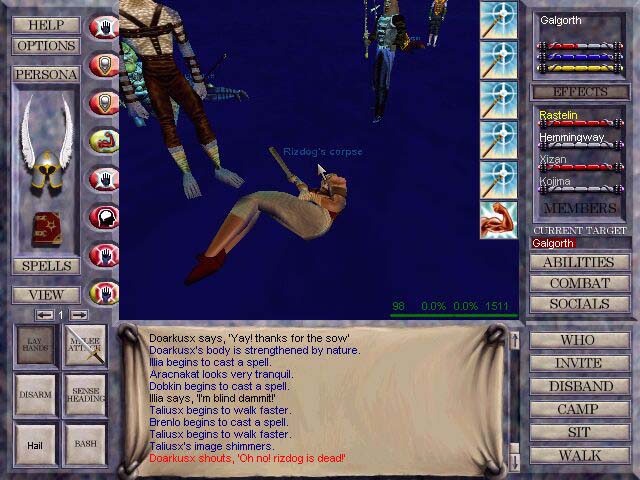 HELP
OPTIONS
PERSONA
SPELLS
VIEW
1
LAY HANDS
MELEE ATTACK
DISARM
SENSE HEADING
Hail
BASH
Rizdog's corpse
98 0.0% 0.0% 1511
Doarkusx says, 'Yay! thanks for the sow'
Doarkusx's body is strengthened by nature.
Illia begins to cast a spell.
Aracnakat looks very tranquil.
Dobkin begins to cast a spell.
Illia says, 'I'm blind dammit!'
Taliusx begins to walk faster.
Brenlo begins to cast a spell.
Taliusx begins to walk faster.
Taliusx's image shimmers.
Doarkusx shouts, 'Oh no! rizdog is dead!'
Galgorth
EFFECTS
Rastelin
Hemmingway
Xizan
Kojima
MEMBERS
CURRENT TARGET
Galgorth
ABILITIES
COMBAT
SOCIALS
WHO
INVITE
DISBAND
CAMP
SIT
WALK